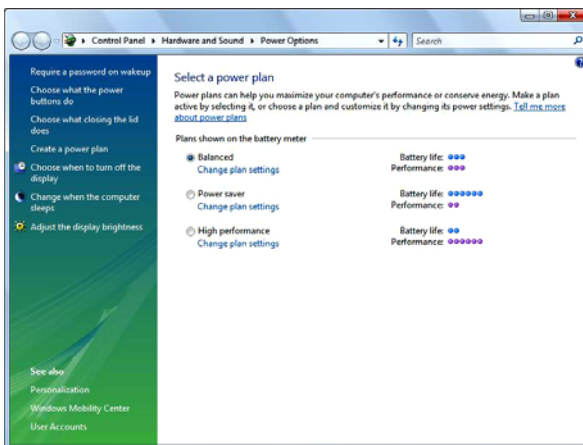 Control Panel ▸ Hardware and Sound ▸ Power Options
Search
Require a password on wakeup
Choose what the power
buttons do
Choose what closing the lid
does
Create a power plan
Choose when to turn off the
display
Change when the computer
sleeps
Adjust the display brightness
See also
Personalization
Windows Mobility Center
User Accounts
Select a power plan
Power plans can help you maximize your computer's performance or conserve energy. Make a plan
active by selecting it, or choose a plan and customize it by changing its power settings. Tell me more
about power plans
Plans shown on the battery meter
Balanced Battery life:
Change plan settings Performance:
Power saver Battery life:
Change plan settings Performance:
High performance Battery life:
Change plan settings Performance: